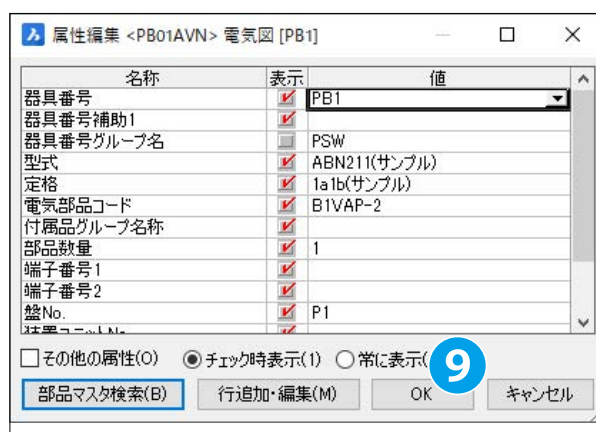 属性編集 <PB01AVN> 電気図 [PB1]
名称 表示 値
器具番号 PB1
器具番号補助1
器具番号グループ名 PSW
型式 ABN211(サンプル)
定格 1a1b(サンプル)
電気部品コード B1VAP-2
付属品グループ名称
部品数量 1
端子番号1
端子番号2
盤No. P1
その他の属性(O) チェック時表示(1) 常に表示(
9
部品マスタ検索(B) 行追加・編集(M) OK キャンセル